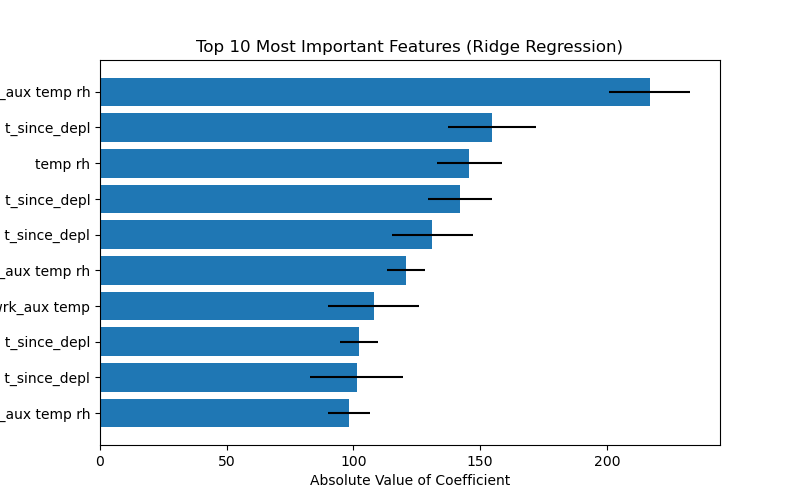 Top 10 Most Important Features (Ridge Regression)
_aux temp rh
t_since_depl
temp rh
t_since_depl
t_since_depl
_aux temp rh
rk_aux temp
t_since_depl
t_since_depl
_aux temp rh
0 50 100 150 200
Absolute Value of Coefficient